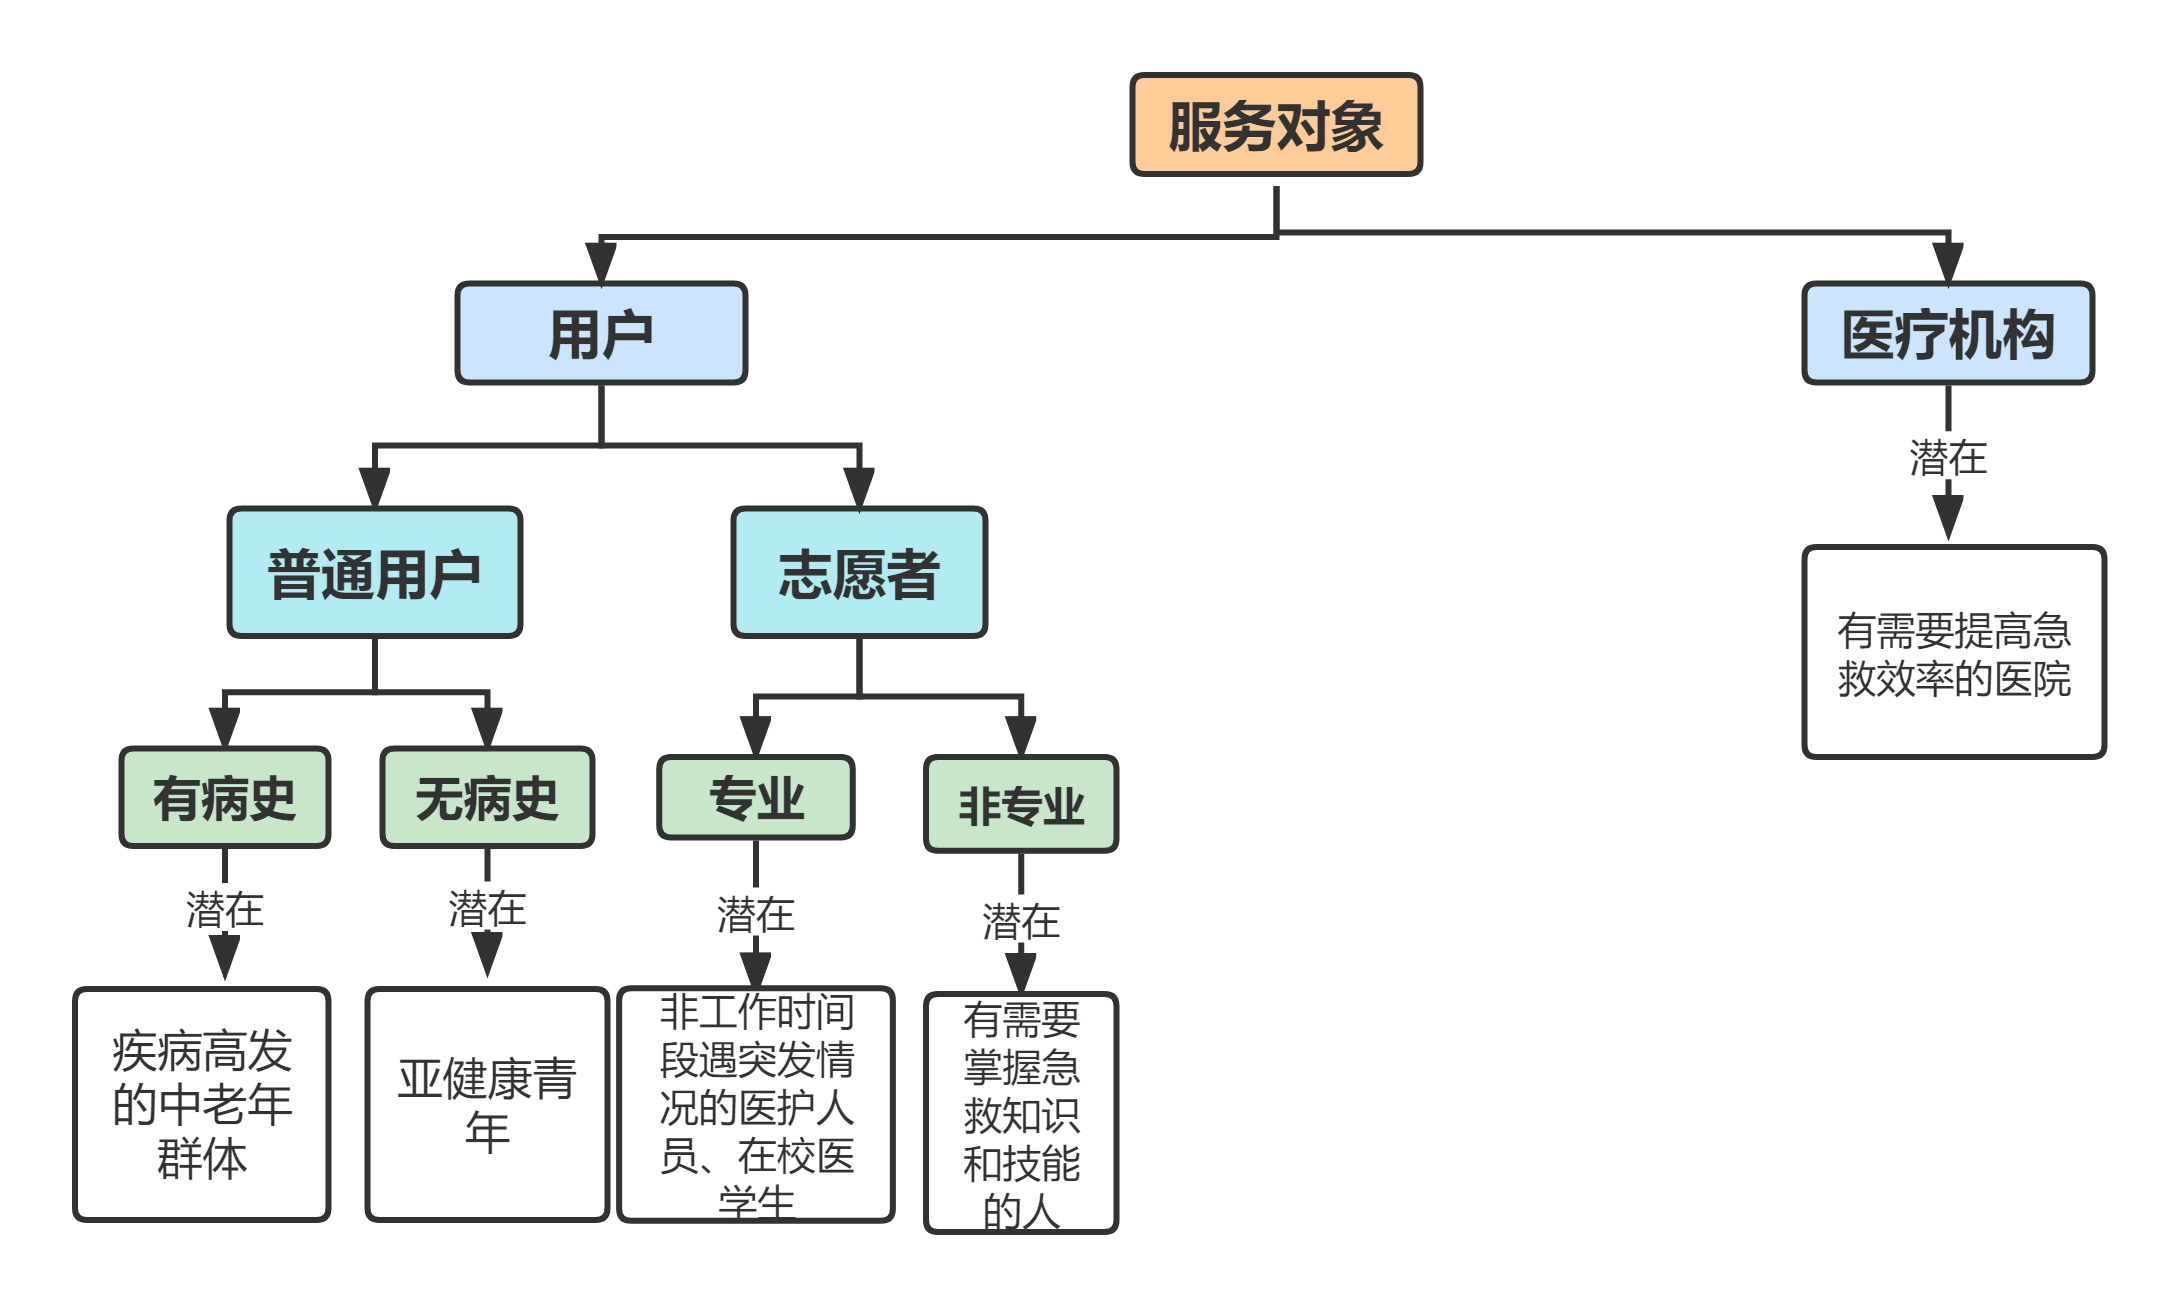 服务对象
用户
医疗机构
潜在
普通用户
志愿者
有需要提高急
救效率的医院
有病史
无病史
专业
非专业
潜在
潜在
潜在
潜在
疾病高发
的中老年
群体
亚健康青
年
非工作时间
段遇突发情
况的医护人
员、在校医
学生
有需要
掌握急
救知识
和技能
的人